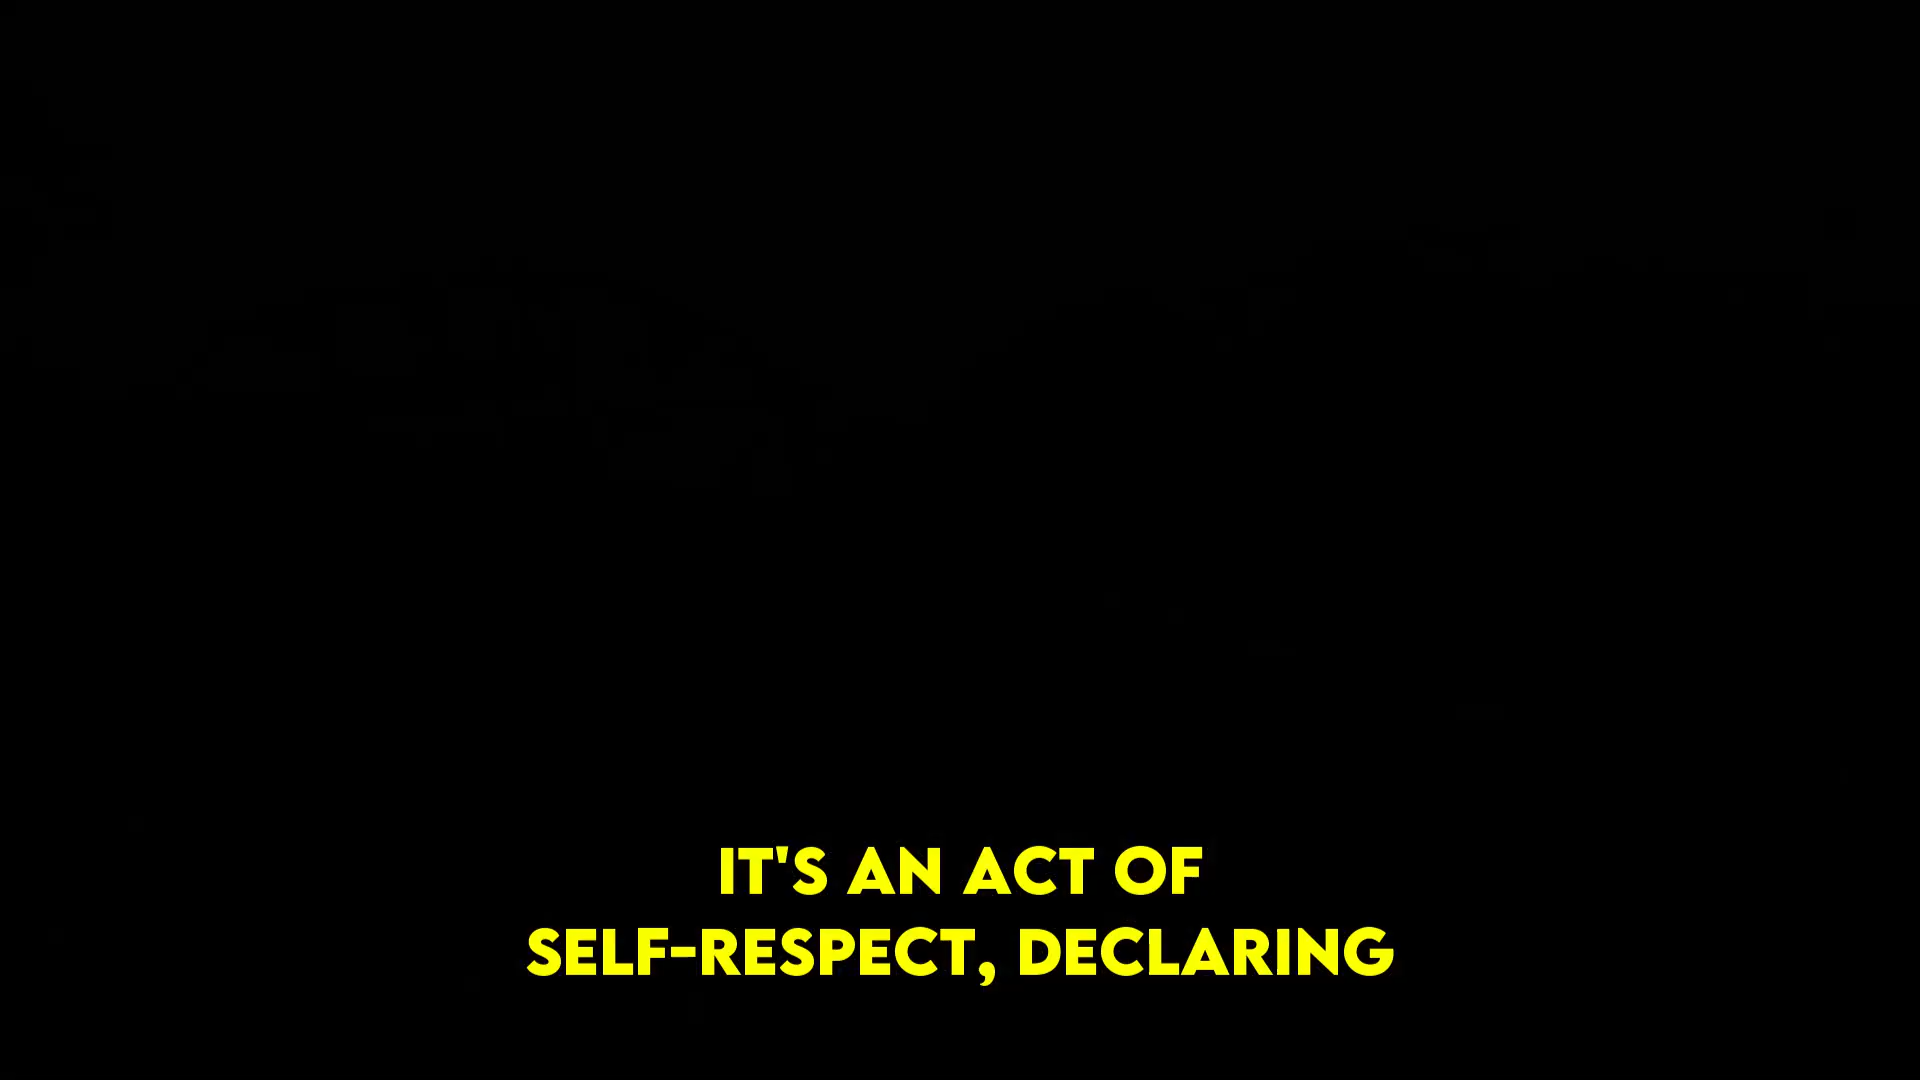 IT'S AN ACT OF
SELF-RESPECT, DECLARING